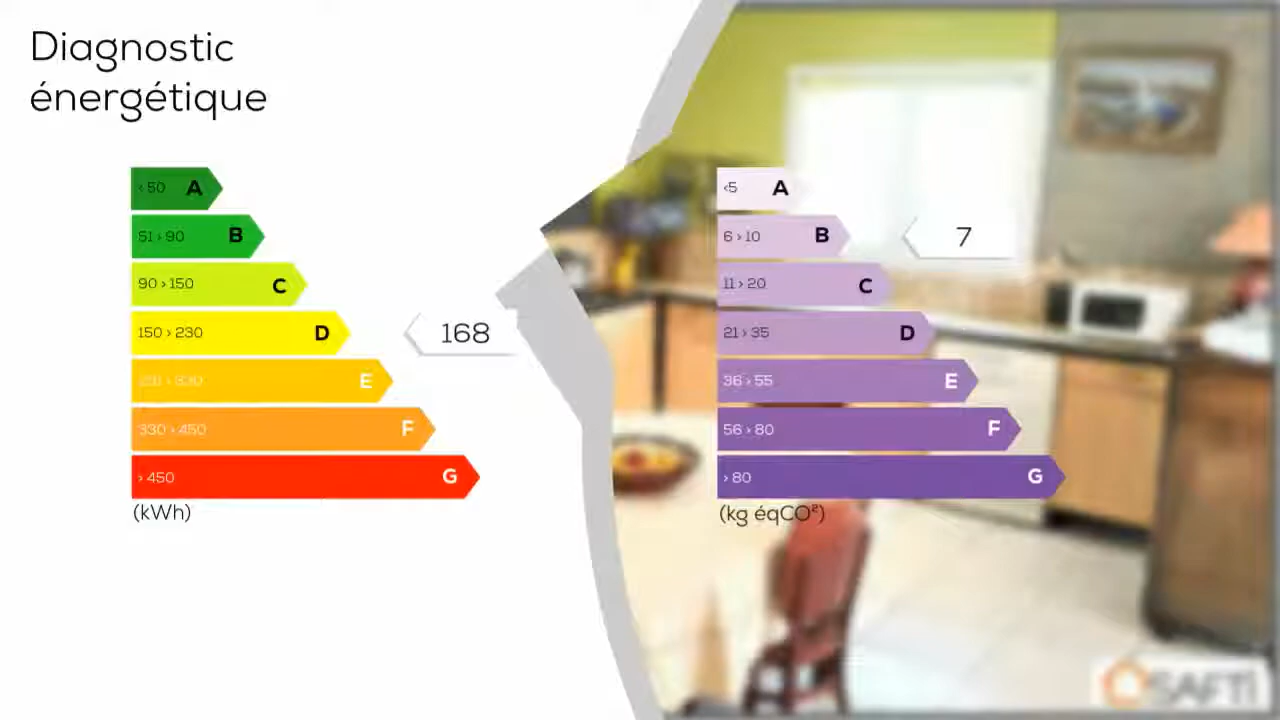 Diagnostic
énergétique
< 50 A
51 > 90 B
90 > 150 C
150 > 230 D
168
E
330 > 450 F
> 450 G
(kWh)
<5 A
6 > 10 B
7
11 > 20 C
21 > 35 D
36 > 55 E
56 > 80 F
> 80 G
(kg éqCO²)
SAFTI